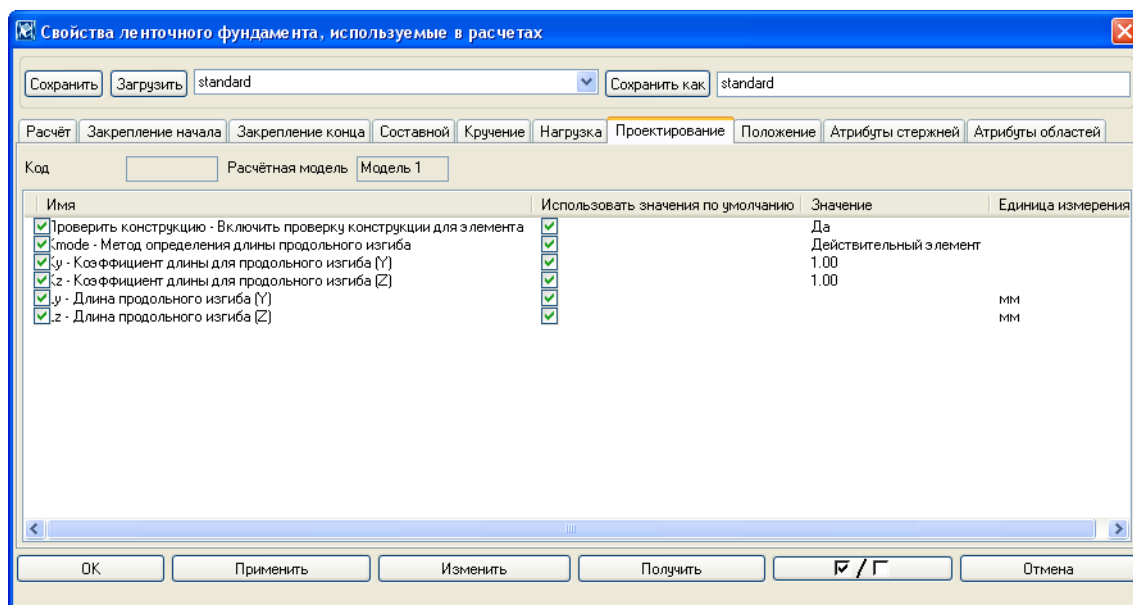 Свойства ленточного фундамента, используемые в расчетах
Сохранить Загрузить standard Сохранить как standard
Расчёт Закрепление начала Закрепление конца Составной Кручение Нагрузка Проектирование Положение Атрибуты стержней Атрибуты областей
Код Расчётная модель Модель 1
Имя Использовать значения по умолчанию Значение Единица измерения
Проверить конструкцию - Включить проверку конструкции для элемента Да
Kmode - Метод определения длины продольного изгиба Действительный элемент
Ky - Коэффициент длины для продольного изгиба (Y) 1.00
Kz - Коэффициент длины для продольного изгиба (Z) 1.00
Ly - Длина продольного изгиба (Y) мм
Lz - Длина продольного изгиба (Z) мм
OK Применить Изменить Получить / Отмена